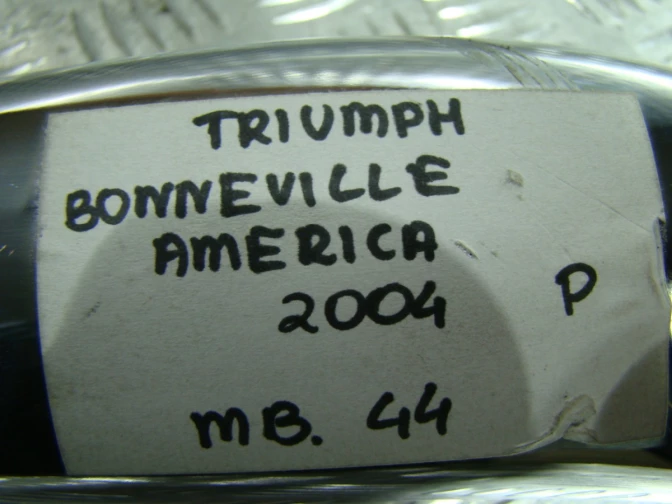 TRIUMPH
BONNEVILLE
AMERICA
2004
P
MB. 44